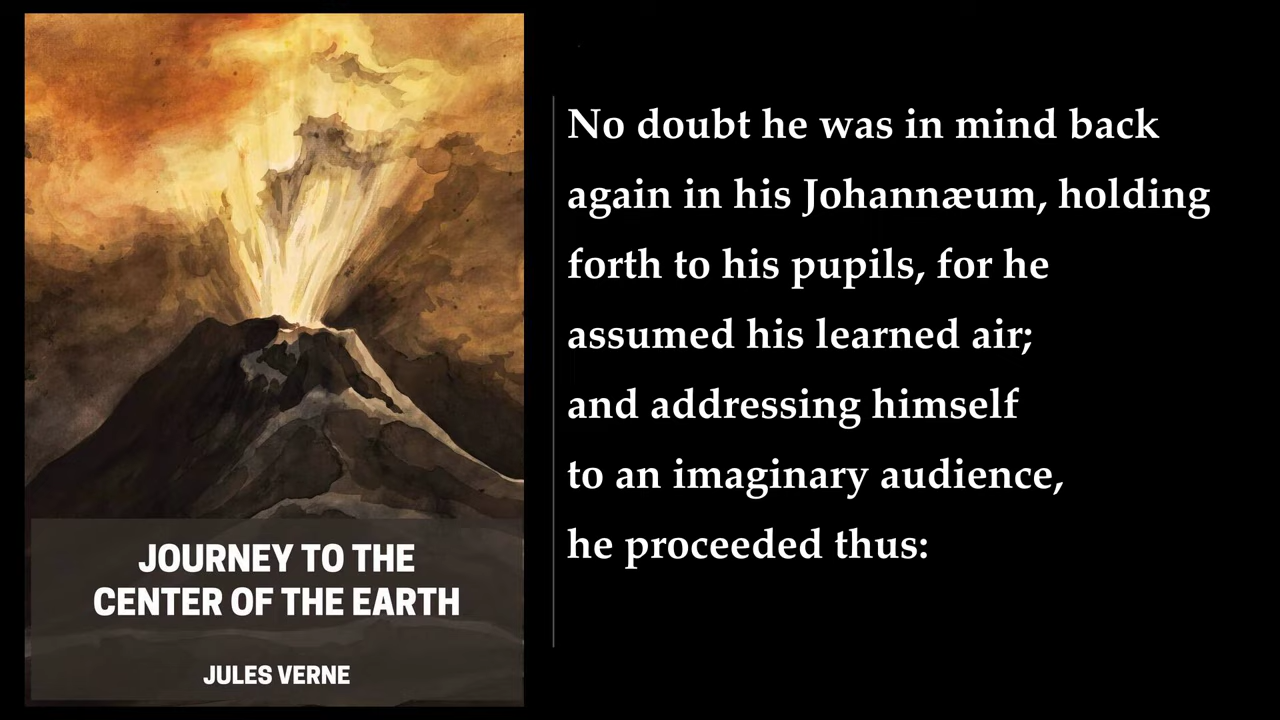 JOURNEY TO THE
CENTER OF THE EARTH
JULES VERNE
No doubt he was in mind back
again in his Johannæum, holding
forth to his pupils, for he
assumed his learned air;
and addressing himself
to an imaginary audience,
he proceeded thus: